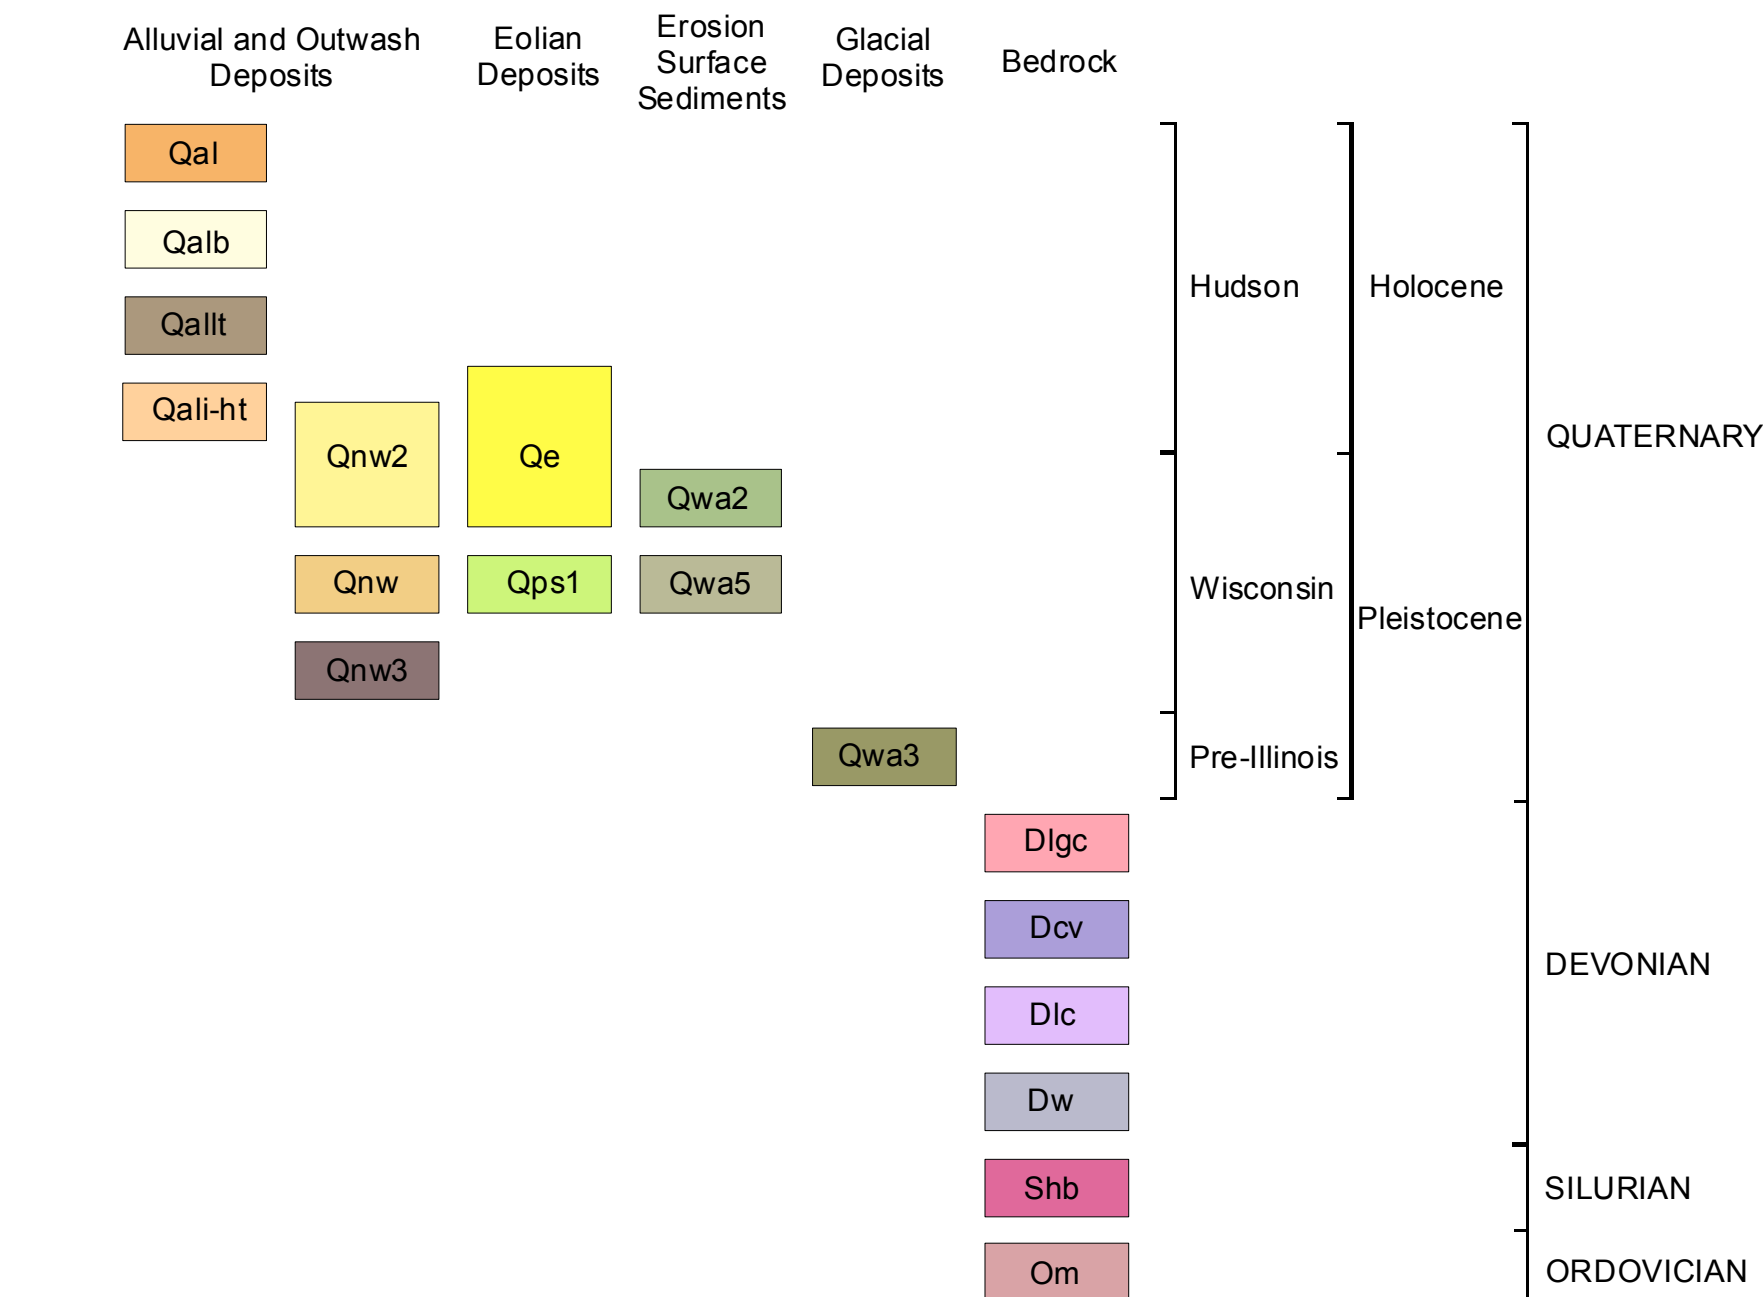 Alluvial and Outwash
Deposits
Eolian
Deposits
Erosion
Surface
Sediments
Glacial
Deposits
Bedrock
Qal
Qalb
Qallt
Qali-ht
Qnw2
Qe
Qwa2
Qnw
Qps1
Qwa5
Qnw3
Qwa3
Dlgc
Dcv
Dlc
Dw
Shb
Om
Hudson
Wisconsin
Pre-Illinois
Holocene
Pleistocene
QUATERNARY
DEVONIAN
SILURIAN
ORDOVICIAN